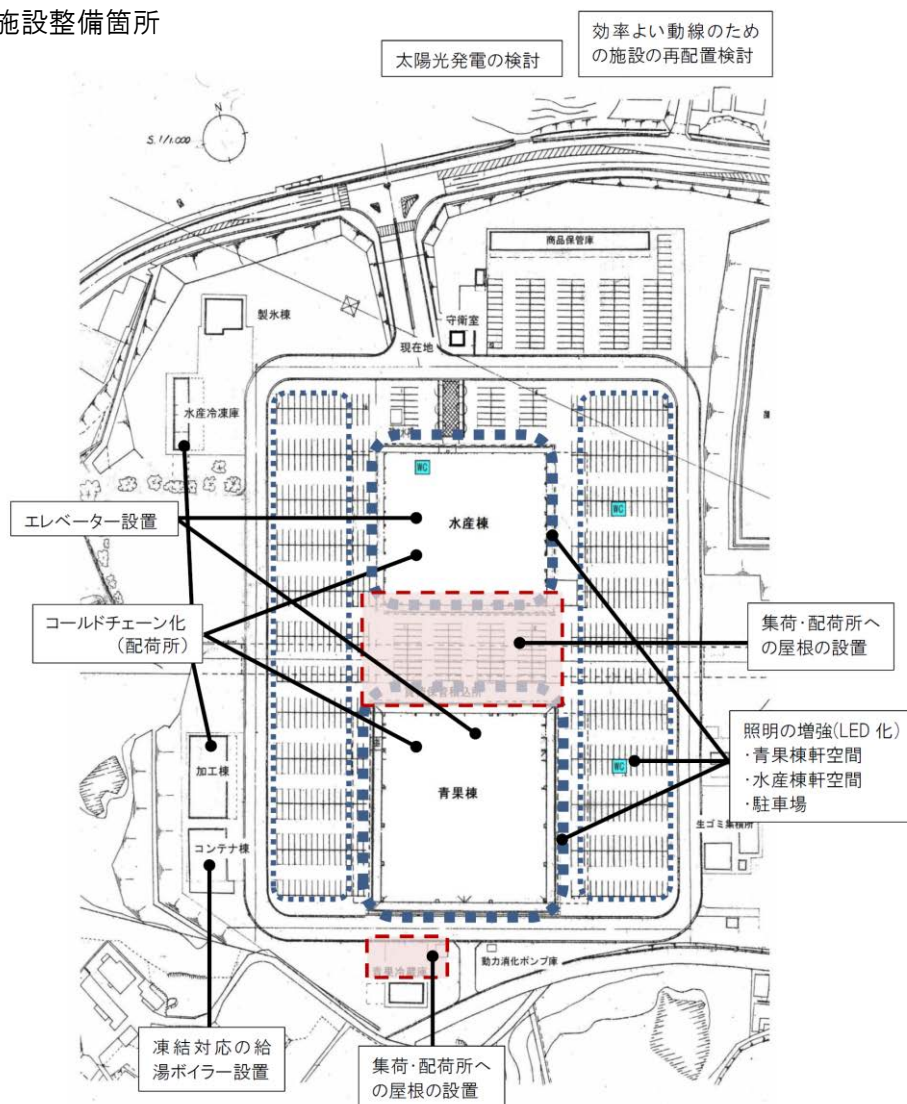 施設整備箇所
太陽光発電の検討
効率よい動線のため
の施設の再配置検討
N
S. 1/1.000
商品保管庫
製氷棟
守衛室
現在地
水産冷凍庫
WC
エレベーター設置
水産棟
WC
コールドチェーン化
(配荷所)
集荷・配荷所へ
の屋根の設置
照明の増強(LED 化)
・青果棟軒空間
・水産棟軒空間
・駐車場
加工棟
WC
青果棟
コンテナ棟
生ゴミ集積所
青果冷蔵庫
動力消化ポンプ庫
凍結対応の給
湯ボイラー設置
集荷・配荷所へ
の屋根の設置